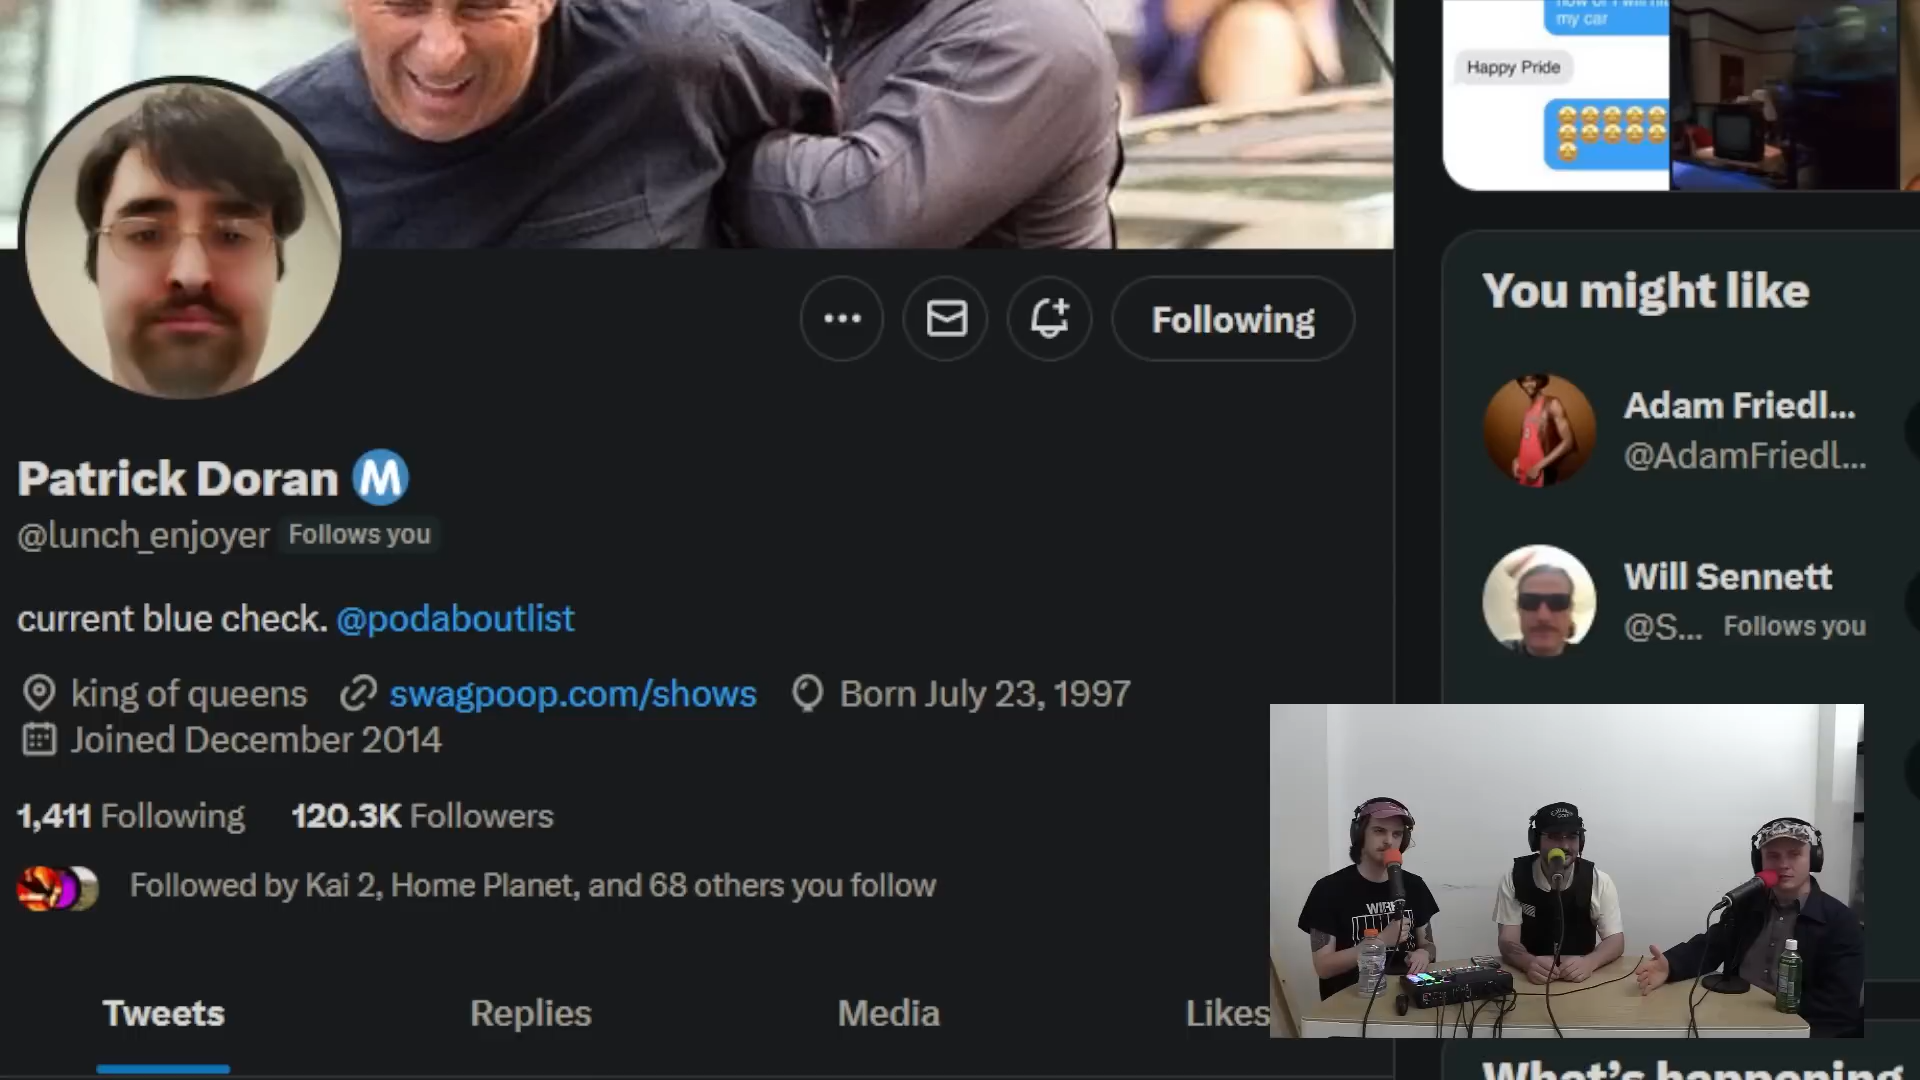 my car
Happy Pride
Following
You might like
Adam Friedl...
@AdamFriedl...
Will Sennett
@S... Follows you
Patrick Doran M
@lunch_enjoyer Follows you
current blue check. @podaboutlist
king of queens swagpoop.com/shows Born July 23, 1997
Joined December 2014
1,411 Following 120.3K Followers
Followed by Kai 2, Home Planet, and 68 others you follow
Tweets Replies Media Likes
What's happening